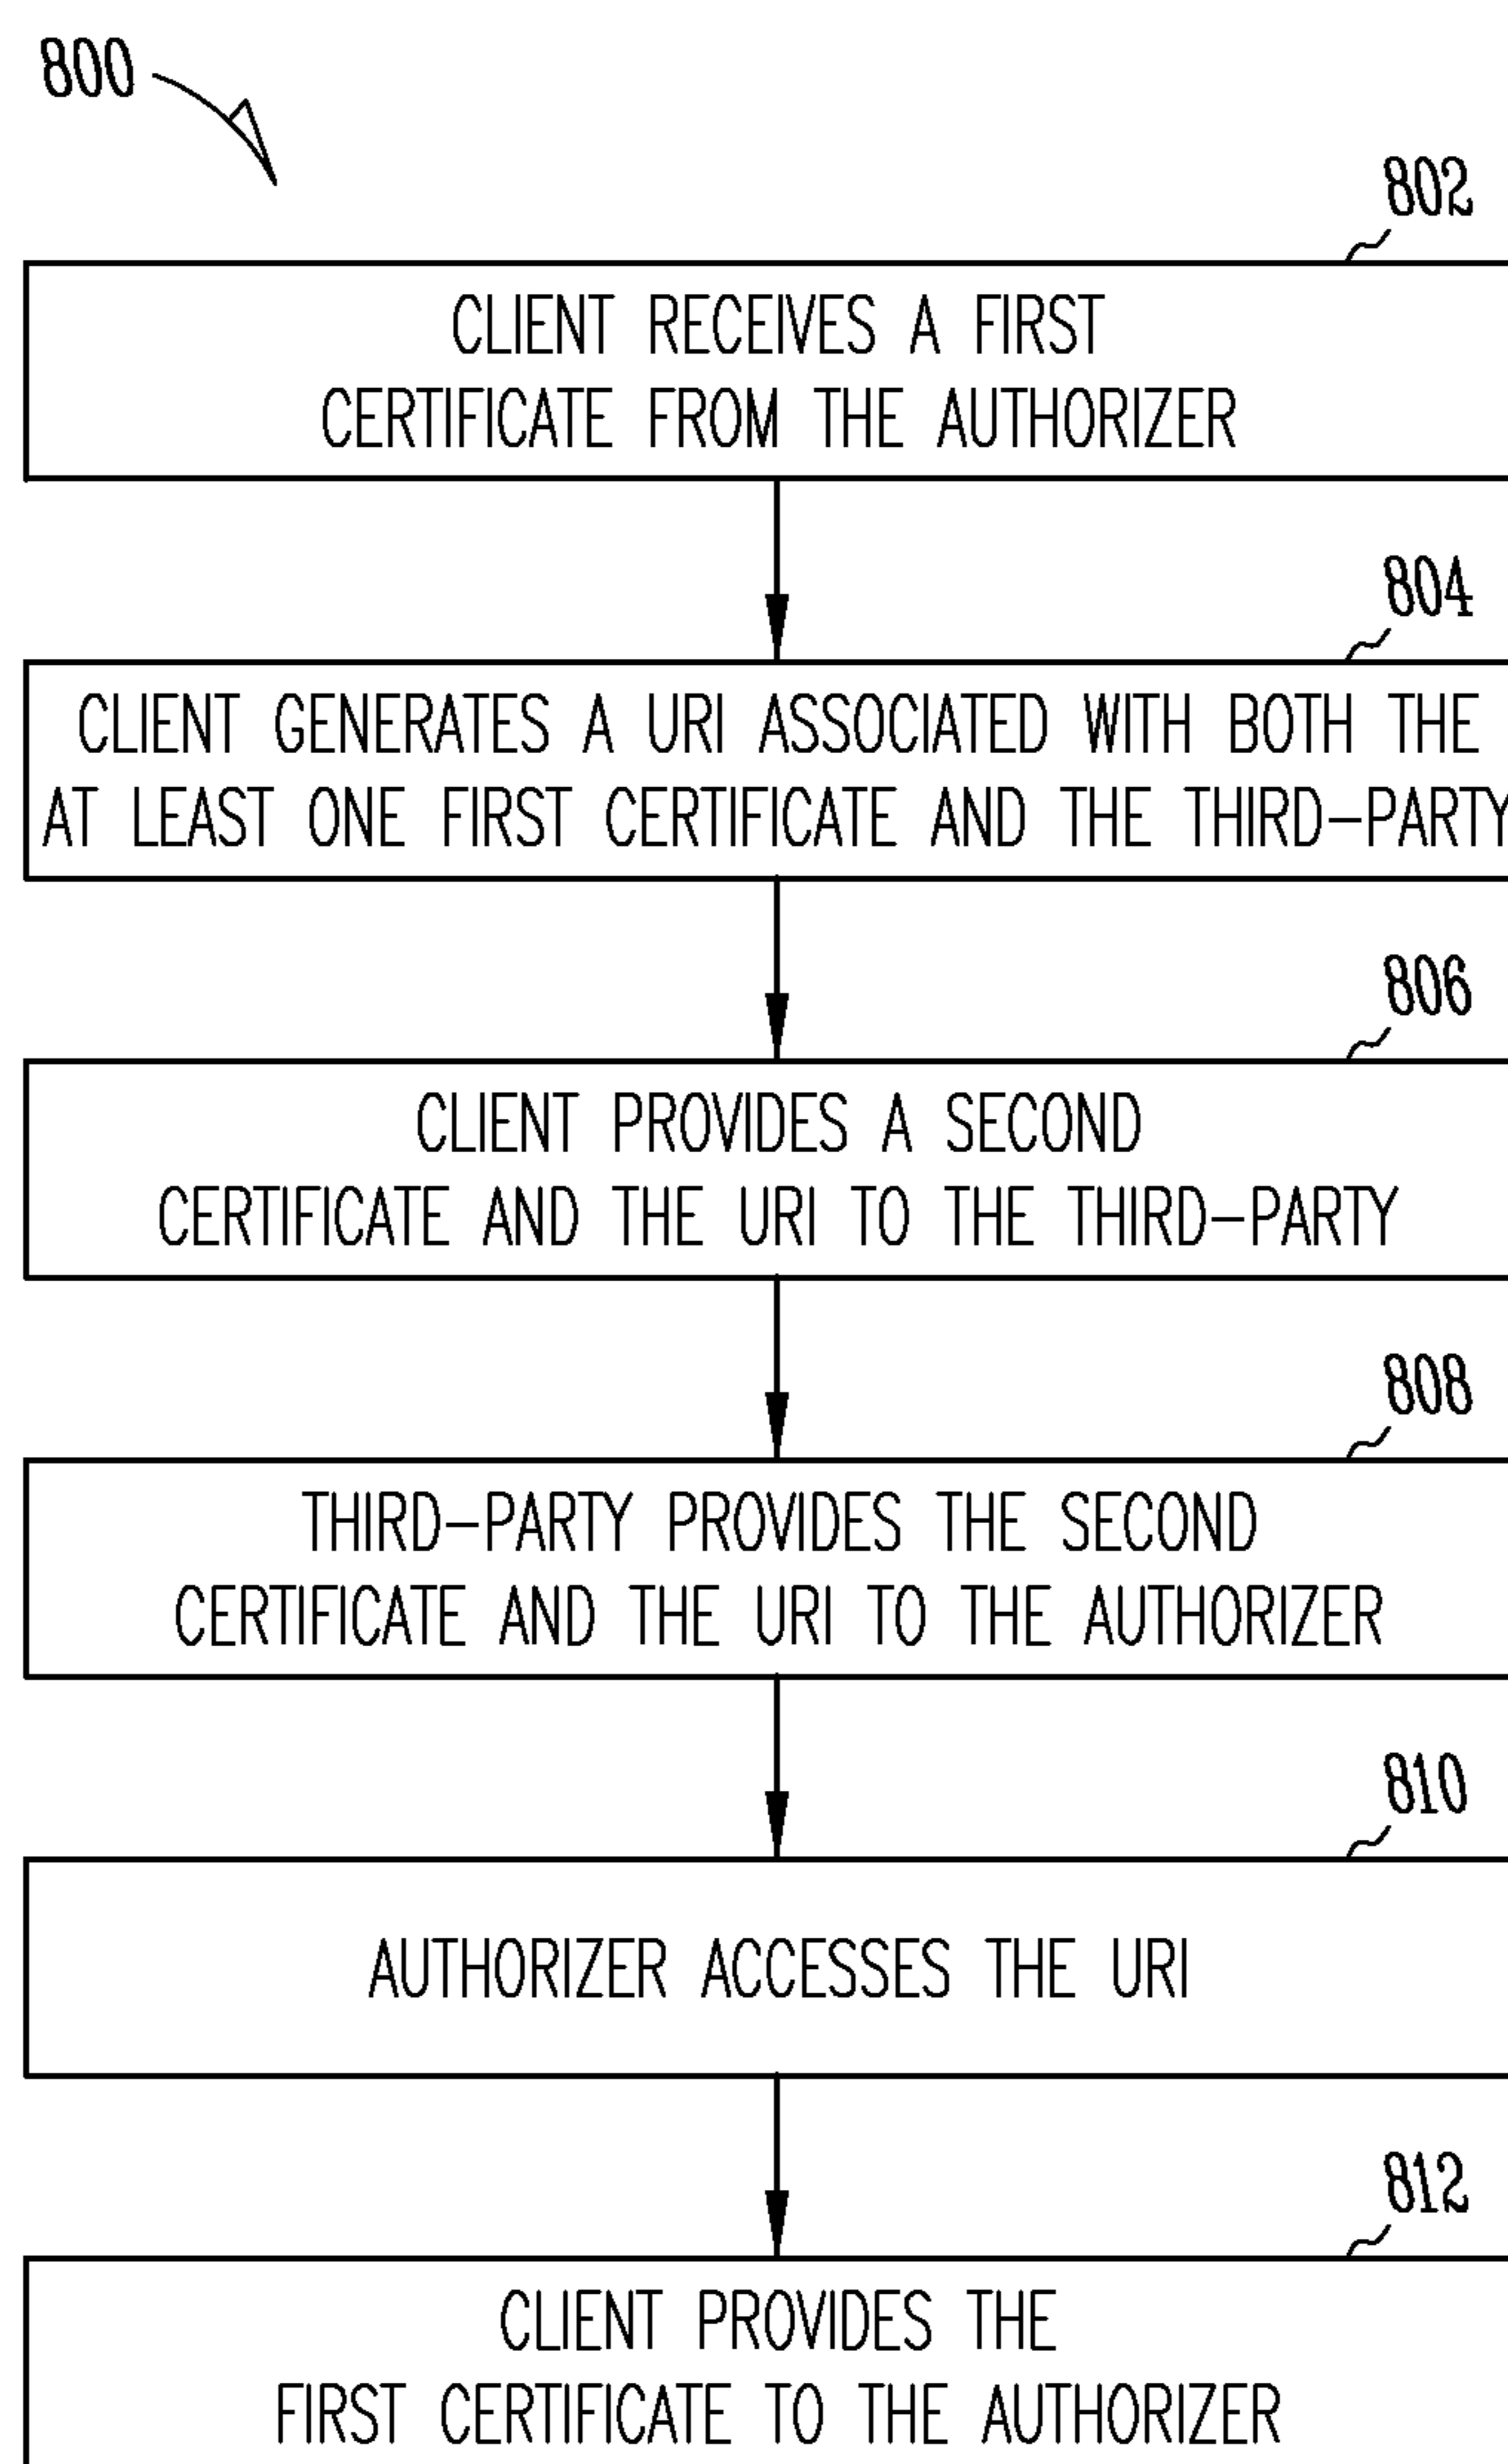 800
802
CLIENT RECEIVES A FIRST
CERTIFICATE FROM THE AUTHORIZER
804
CLIENT GENERATES A URI ASSOCIATED WITH BOTH THE
AT LEAST ONE FIRST CERTIFICATE AND THE THIRD-PARTY
806
CLIENT PROVIDES A SECOND
CERTIFICATE AND THE URI TO THE THIRD-PARTY
808
THIRD-PARTY PROVIDES THE SECOND
CERTIFICATE AND THE URI TO THE AUTHORIZER
810
AUTHORIZER ACCESSES THE URI
812
CLIENT PROVIDES THE
FIRST CERTIFICATE TO THE AUTHORIZER